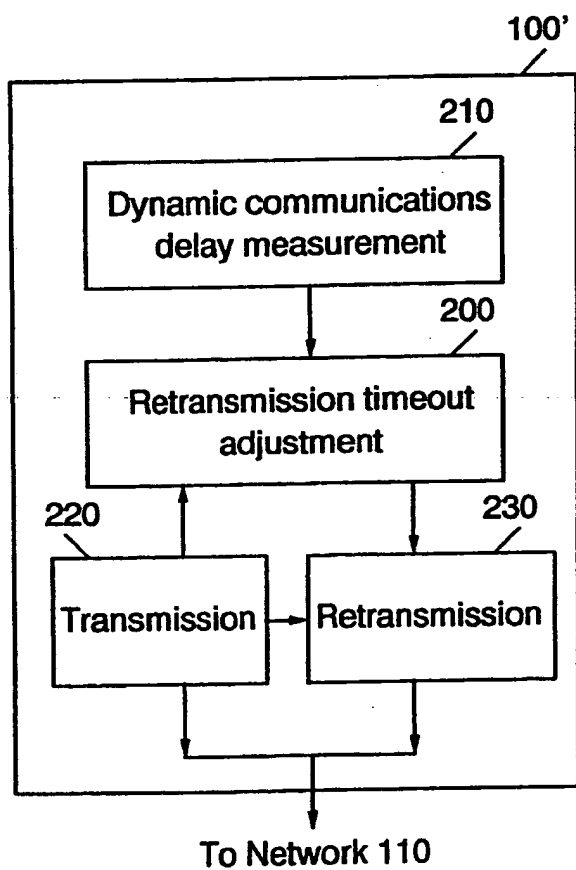 100'
210
Dynamic communications
delay measurement
200
Retransmission timeout
adjustment
220
230
Transmission
Retransmission
To Network 110